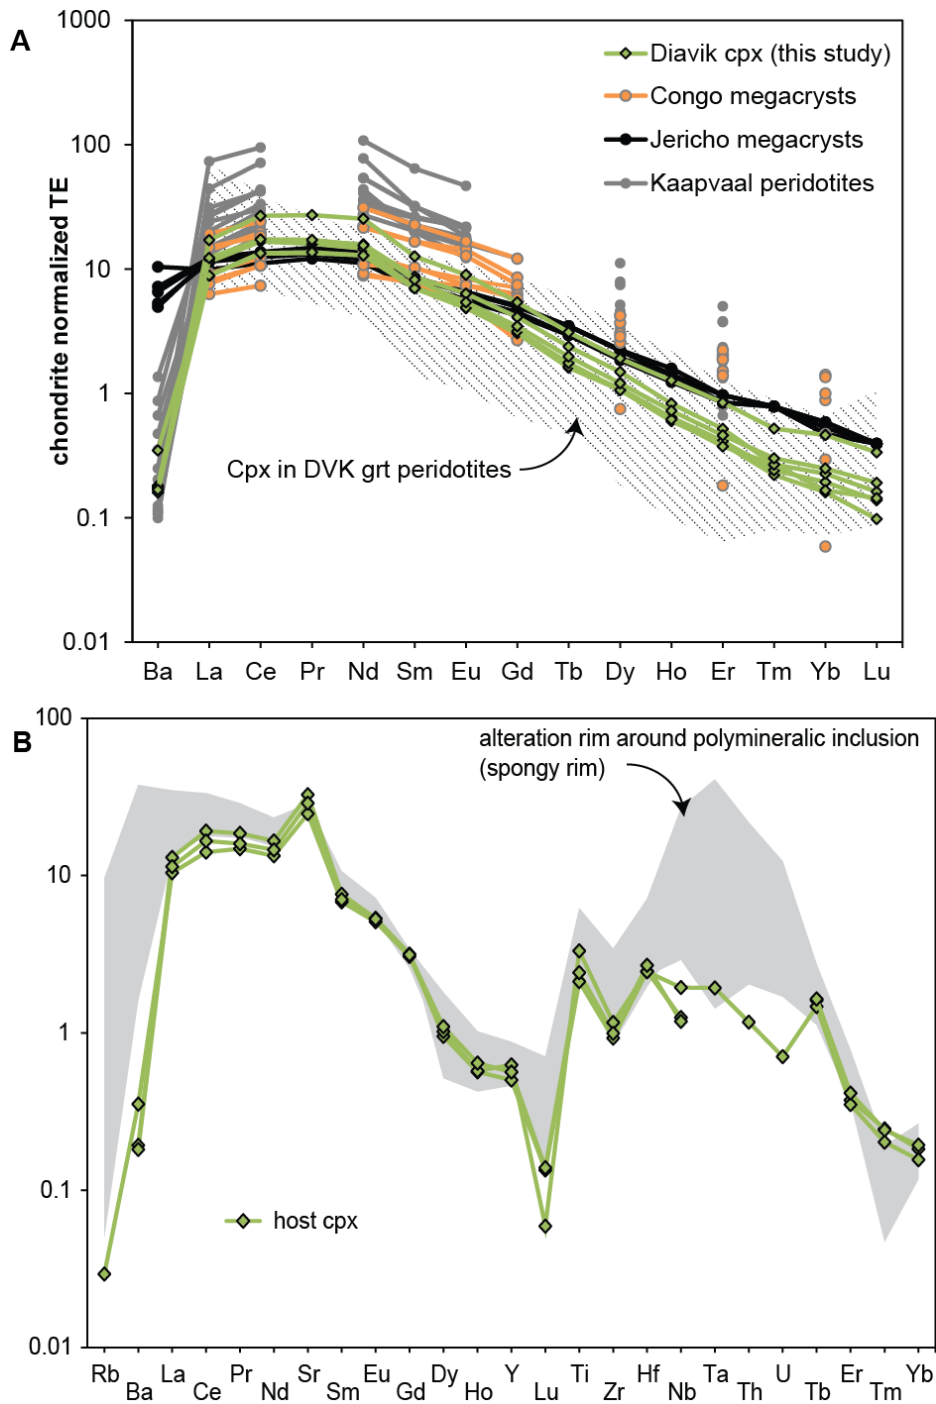 A
1000
100
10
1
0.1
0.01
chondrite normalized TE
Diavik cpx (this study)
Congo megacrysts
Jericho megacrysts
Kaapvaal peridotites
Cpx in DVK grt peridotites
Ba La Ce Pr Nd Sm Eu Gd Tb Dy Ho Er Tm Yb Lu
B
100
10
1
0.1
0.01
alteration rim around polymineralic inclusion
(spongy rim)
host cpx
Rb La Pr Sr Eu Dy Y Ti Hf Ta U Er Yb
Ba Ce Nd Sm Gd Ho Lu Zr Nb Th Tb Tm